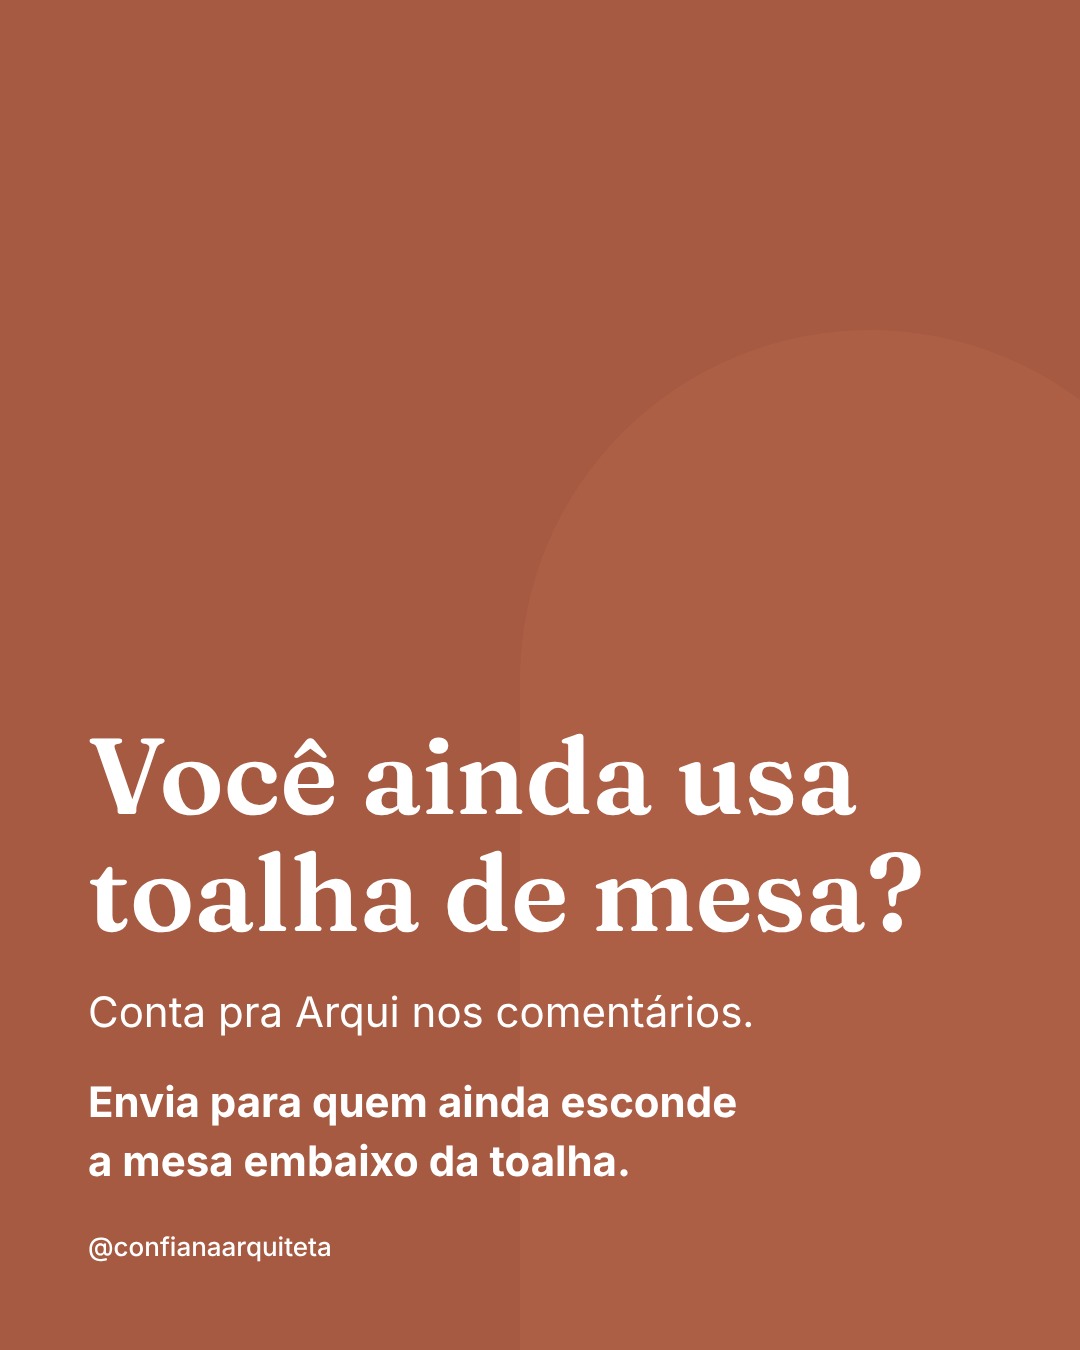 Você ainda usa
toalha de mesa?
Conta pra Arqui nos comentários.
Envia para quem ainda esconde
a mesa embaixo da toalha.
@confianaarquiteta